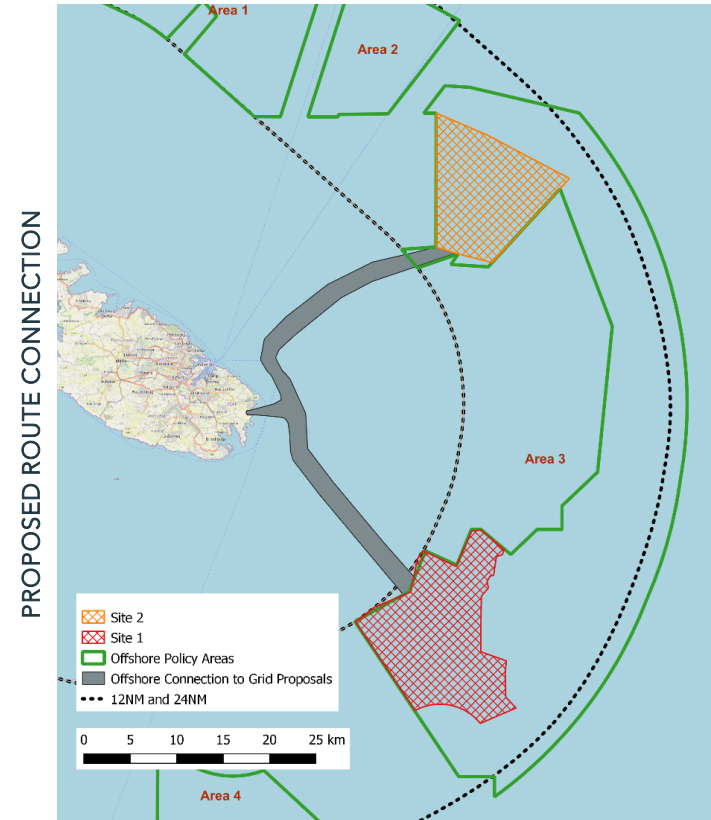 Area 1
Area 2
PROPOSED ROUTE CONNECTION
Area 3
Site 2
Site 1
Offshore Policy Areas
Offshore Connection to Grid Proposals
12NM and 24NM
0 5 10 15 20 25 km
Area 4